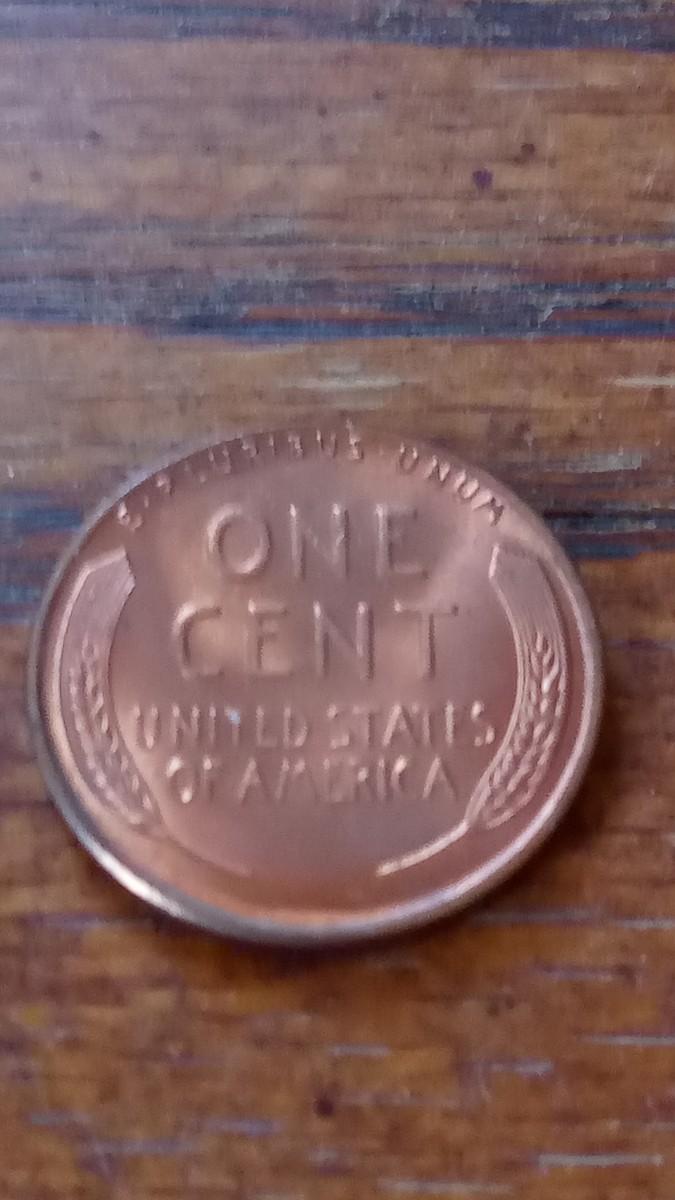 E·PLURIBUS·UNUM
ONE
CENT
UNITED STATES
OF AMERICA